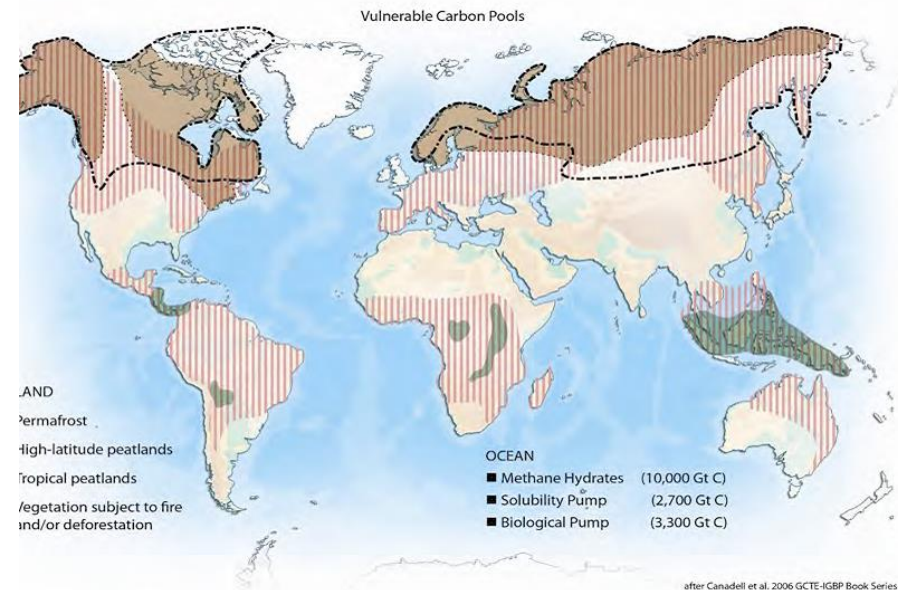 Vulnerable Carbon Pools
LAND
Permafrost
High-latitude peatlands
Tropical peatlands
Vegetation subject to fire
and/or deforestation
OCEAN
■ Methane Hydrates (10,000 Gt C)
■ Solubility Pump (2,700 Gt C)
■ Biological Pump (3,300 Gt C)
after Canadell et al. 2006 GCTE-IGBP Book Series